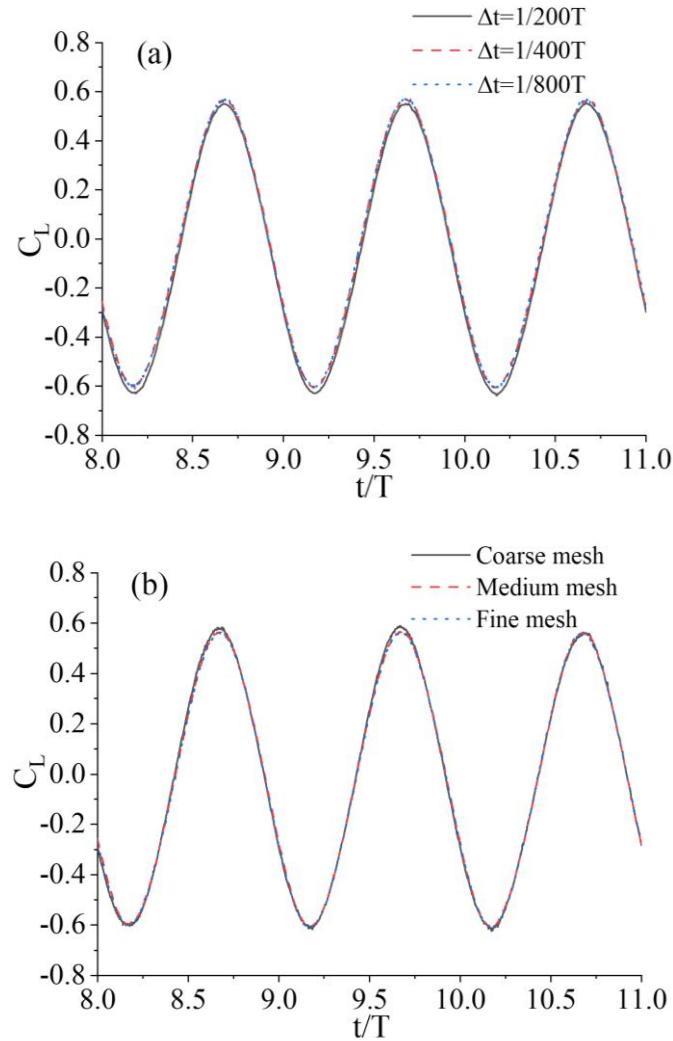 (a)
Δt=1/200T
Δt=1/400T
Δt=1/800T
C_L
0.8
0.6
0.4
0.2
0.0
-0.2
-0.4
-0.6
-0.8
8.0 8.5 9.0 9.5 10.0 10.5 11.0
t/T
(b)
Coarse mesh
Medium mesh
Fine mesh
C_L
0.8
0.6
0.4
0.2
0.0
-0.2
-0.4
-0.6
-0.8
8.0 8.5 9.0 9.5 10.0 10.5 11.0
t/T